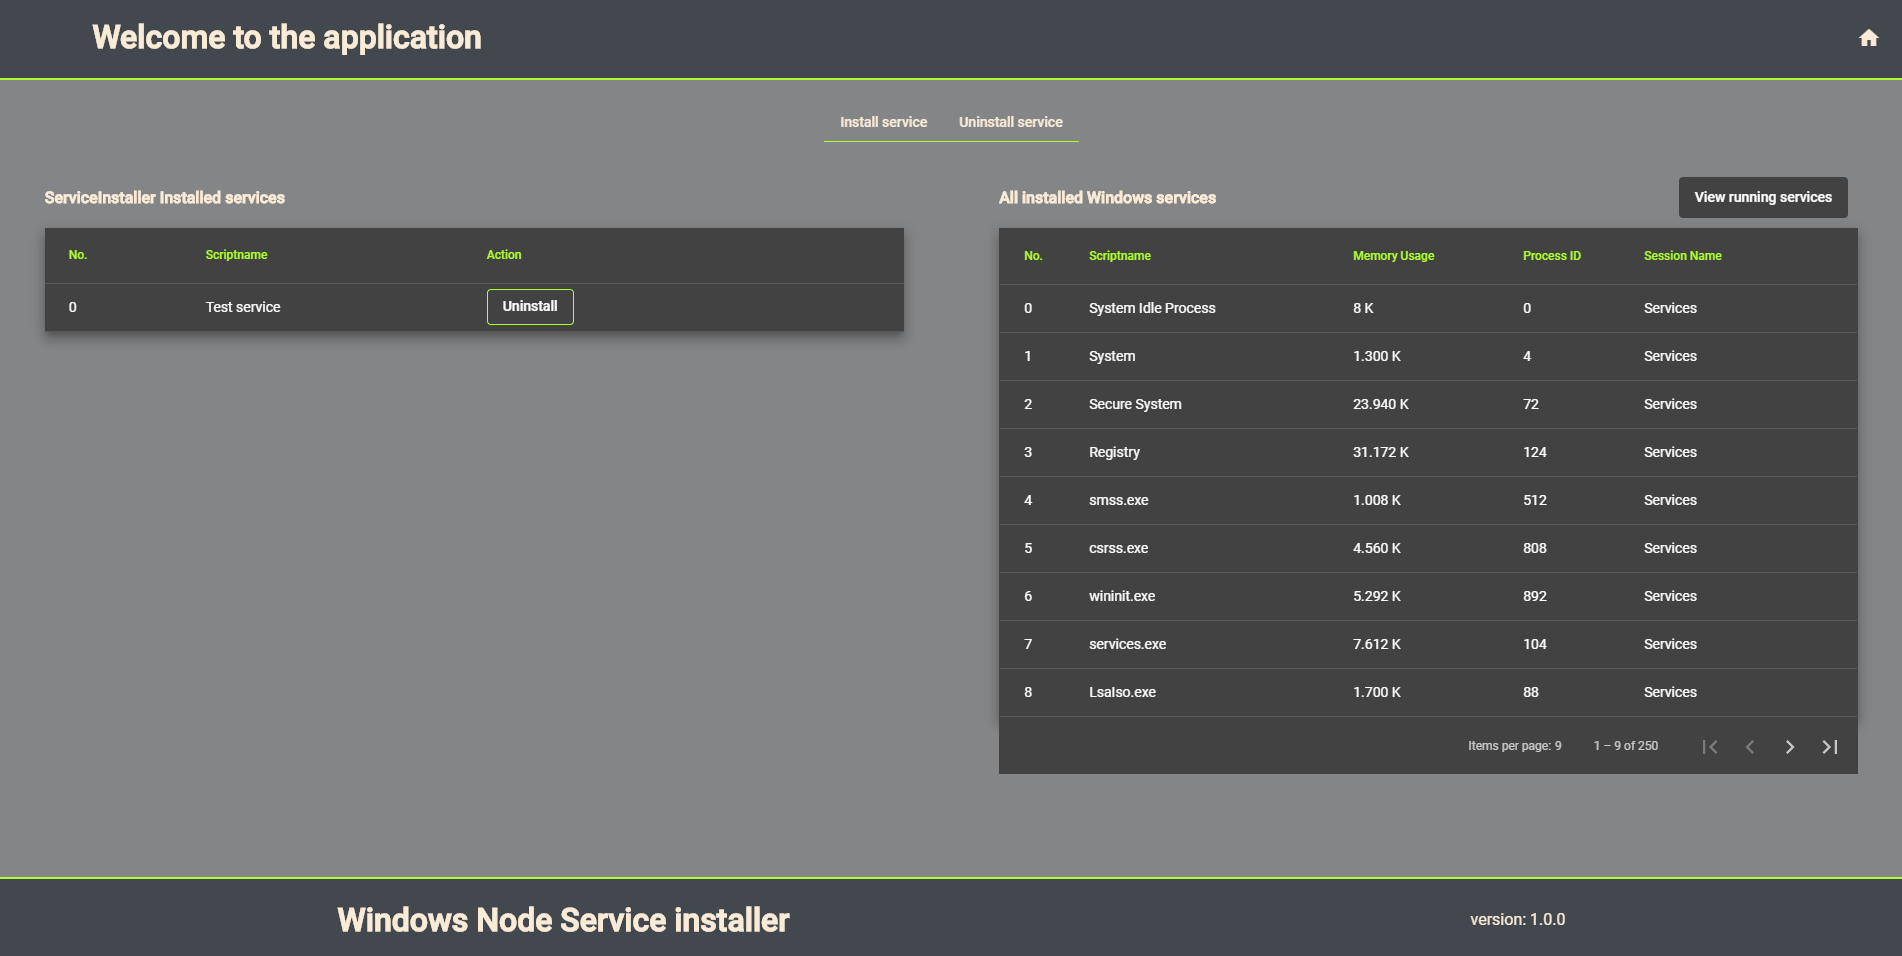 Welcome to the application
Install service Uninstall service
ServiceInstaller Installed services
No. Scriptname Action
0 Test service Uninstall
All installed Windows services
View running services
No. Scriptname Memory Usage Process ID Session Name
0 System Idle Process 8 K 0 Services
1 System 1.300 K 4 Services
2 Secure System 23.940 K 72 Services
3 Registry 31.172 K 124 Services
4 smss.exe 1.008 K 512 Services
5 csrss.exe 4.560 K 808 Services
6 wininit.exe 5.292 K 892 Services
7 services.exe 7.612 K 104 Services
8 LsaIso.exe 1.700 K 88 Services
Items per page: 9 1 – 9 of 250
Windows Node Service installer
version: 1.0.0